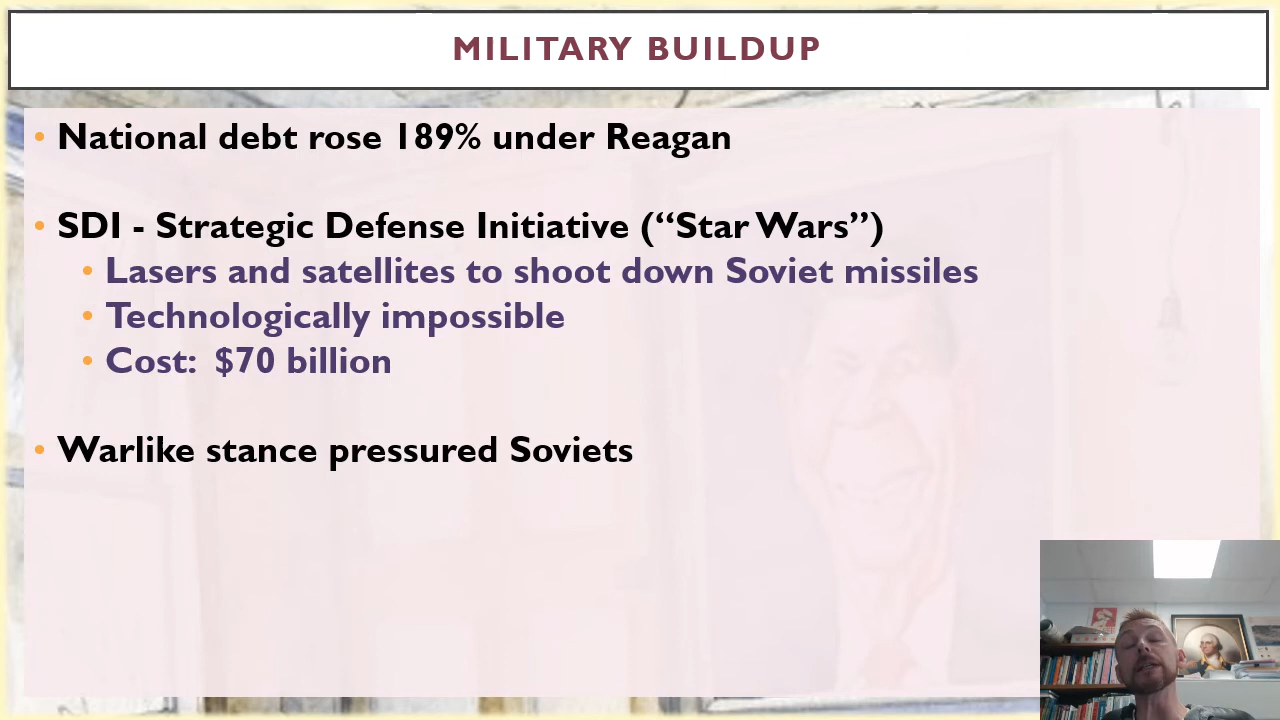 MILITARY BUILDUP
• National debt rose 189% under Reagan
• SDI - Strategic Defense Initiative (“Star Wars”)
• Lasers and satellites to shoot down Soviet missiles
• Technologically impossible
• Cost:  $70 billion
• Warlike stance pressured Soviets